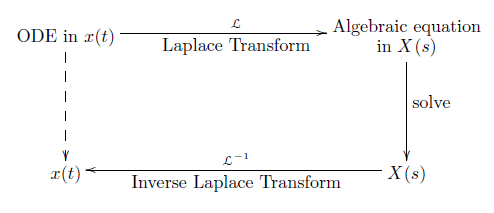 ODE in x(t)
ℒ
Laplace Transform
Algebraic equation
in X(s)
solve
x(t)
ℒ⁻¹
Inverse Laplace Transform
X(s)